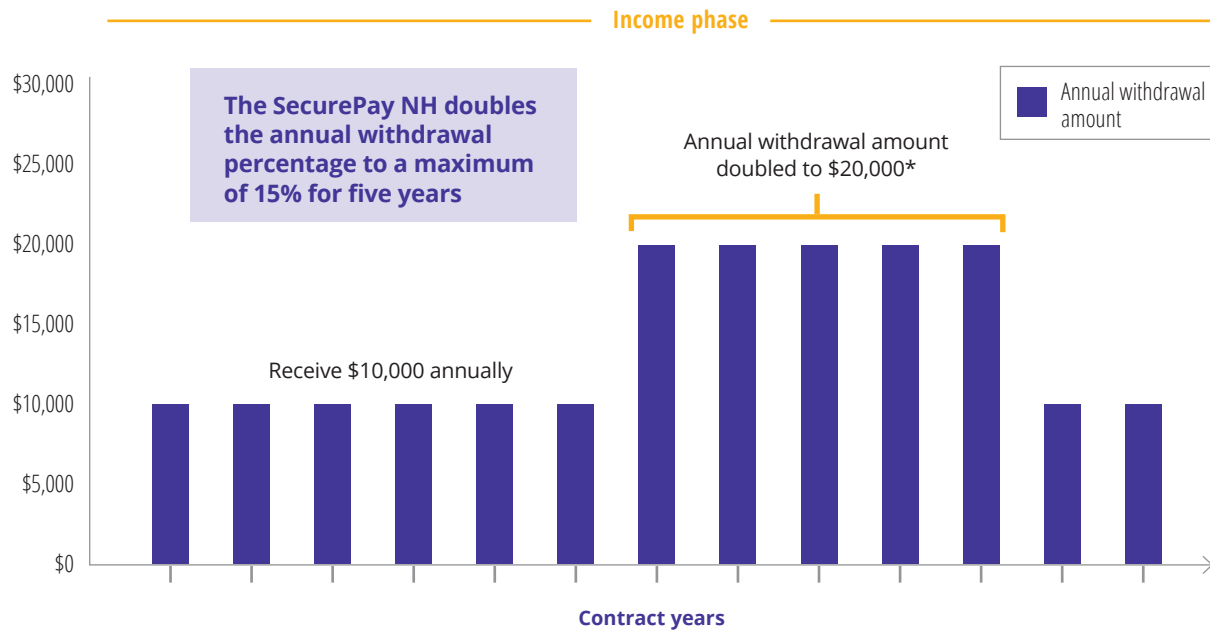 Income phase
The SecurePay NH doubles
the annual withdrawal
percentage to a maximum
of 15% for five years
Annual withdrawal
amount
Annual withdrawal amount
doubled to $20,000*
Receive $10,000 annually
$30,000
$25,000
$20,000
$15,000
$10,000
$5,000
$0
Contract years